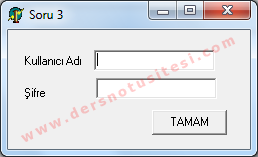 Soru 3
Kullanıcı Adı
Şifre
TAMAM
www.dersnotusitesi.com